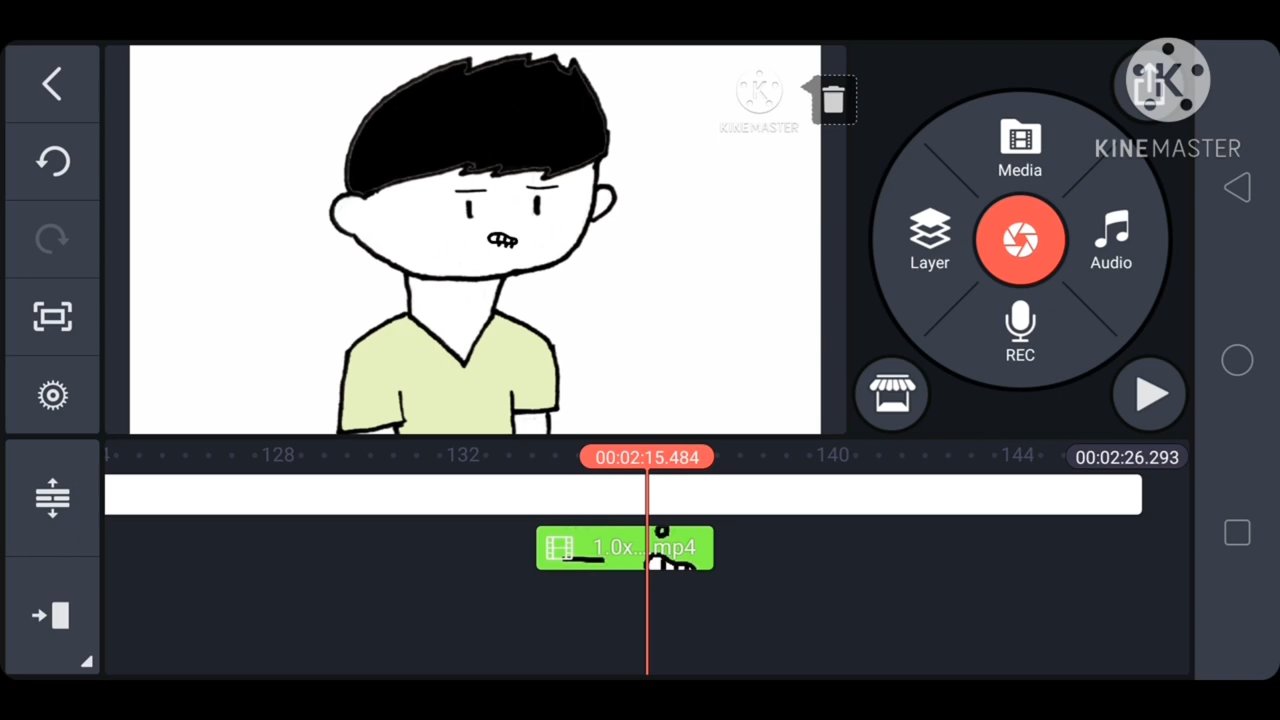 KINEMASTER
KINEMASTER
Media
Layer
Audio
REC
128
132
00:02:15.484
140
144
00:02:26.293
1.0x...mp4